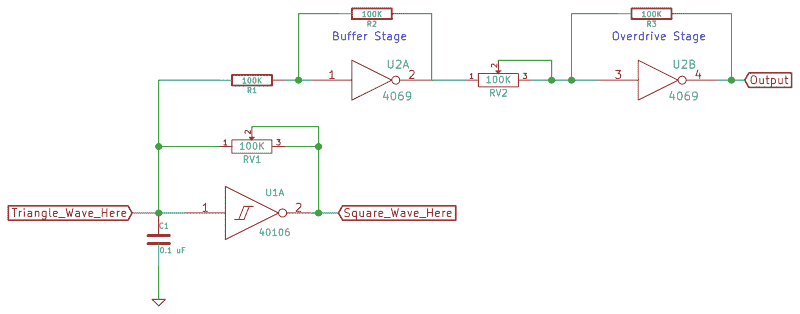 100K
R2
Buffer Stage
100K
R3
Overdrive Stage
100K
R1
1
U2A
2
4069
1
2
100K
3
RV2
3
U2B
4
4069
Output
1
2
100K
3
RV1
Triangle_Wave_Here
1
U1A
2
40106
Square_Wave_Here
C1
0.1 uF